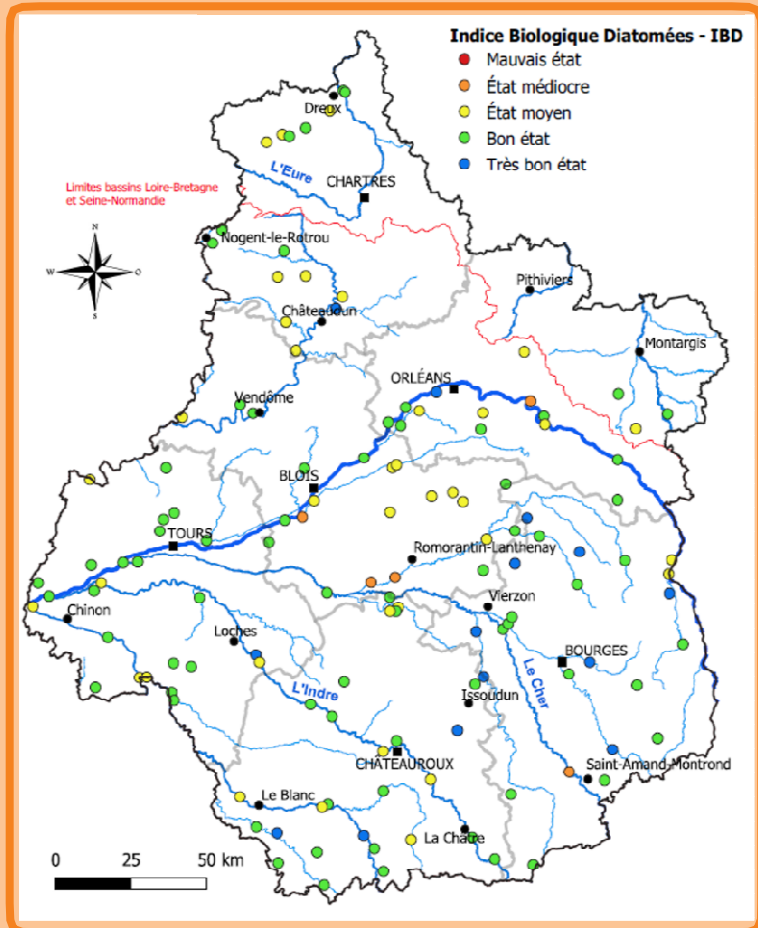 Indice Biologique Diatomées - IBD
Mauvais état
État médiocre
État moyen
Bon état
Très bon état
Dreux
L'Eure
CHARTRES
Limites bassins Loire-Bretagne
et Seine-Normandie
N
W
O
S
Nogent-le-Rotrou
Pithiviers
Châteaudun
Montargis
ORLÉANS
Vendôme
BLOIS
TOURS
Romorantin-Lanthenay
Chinon
Vierzon
Loches
BOURGES
L'Indre
Le Cher
Issoudun
CHÂTEAUROUX
Saint-Amand-Montrond
Le Blanc
La Châtre
0 25 50 km